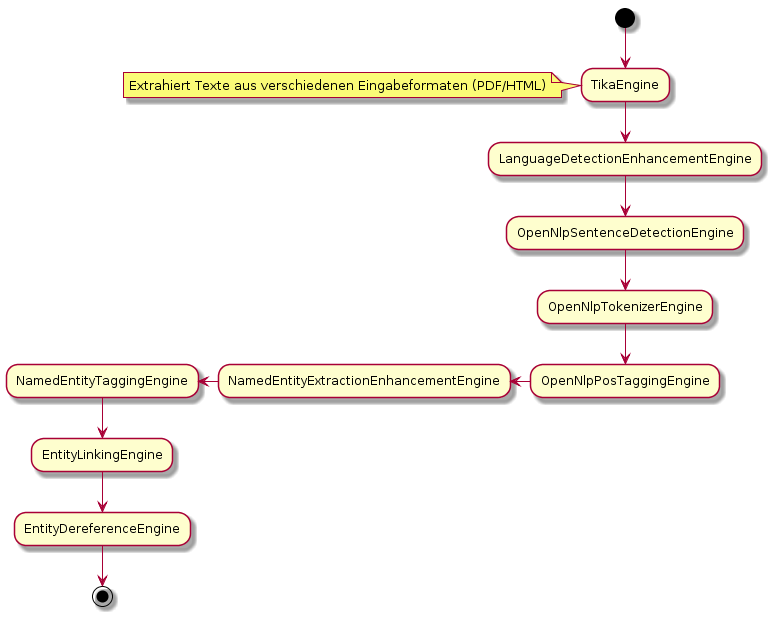 Extrahiert Texte aus verschiedenen Eingabeformaten (PDF/HTML)
TikaEngine
LanguageDetectionEnhancementEngine
OpenNlpSentenceDetectionEngine
OpenNlpTokenizerEngine
OpenNlpPosTaggingEngine
NamedEntityExtractionEnhancementEngine
NamedEntityTaggingEngine
EntityLinkingEngine
EntityDereferenceEngine